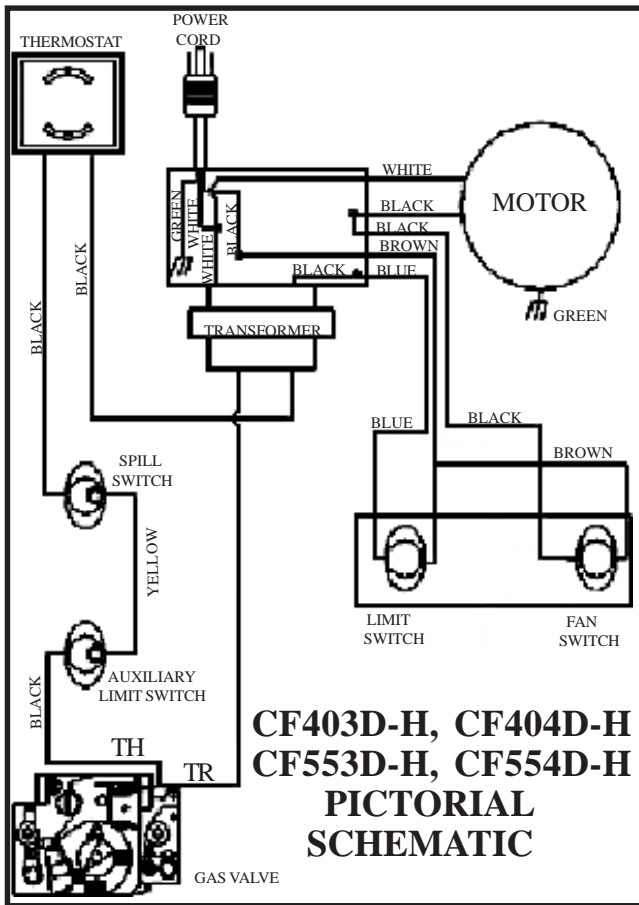 POWER
CORD
THERMOSTAT
WHITE
MOTOR
BLACK
BLACK
BROWN
GREEN
WHITE
WHITE
BLACK
BLACK
BLUE
GREEN
TRANSFORMER
BLACK
BLACK
BLUE
BLACK
BROWN
SPILL
SWITCH
YELLOW
LIMIT
SWITCH
FAN
SWITCH
AUXILIARY
LIMIT SWITCH
BLACK
TH
TR
CF403D-H, CF404D-H
CF553D-H, CF554D-H
PICTORIAL
SCHEMATIC
GAS VALVE